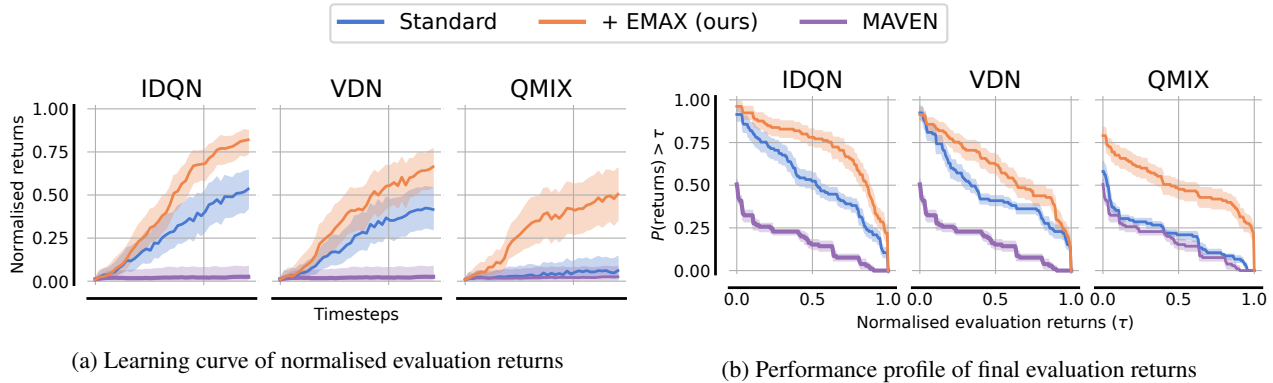 Standard + EMAX (ours) MAVEN
IDQN VDN QMIX
Normalised returns
1.00
0.75
0.50
0.25
0.00
Timesteps
(a) Learning curve of normalised evaluation returns
IDQN VDN QMIX
P(returns) > τ
1.00
0.75
0.50
0.25
0.00
0.0 0.5 1.0 0.0 0.5 1.0 0.0 0.5 1.0
Normalised evaluation returns (τ)
(b) Performance profile of final evaluation returns